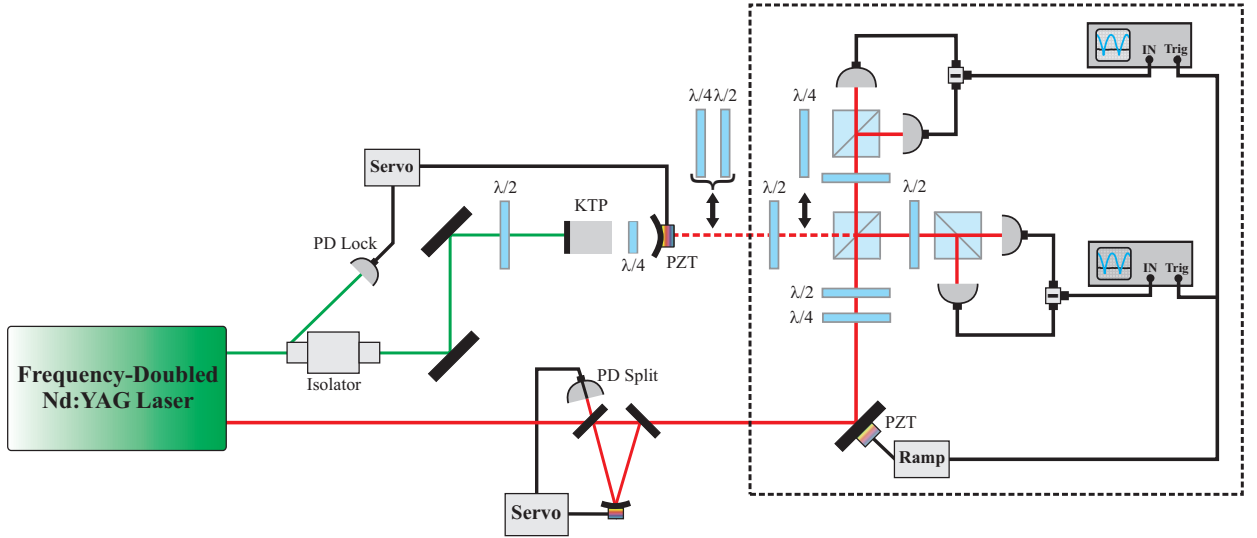 IN Trig
λ/4 λ/2
λ/4
Servo
λ/2
KTP
λ/2
λ/2
PD Lock
λ/4
PZT
IN Trig
λ/2
λ/4
Isolator
Frequency-Doubled
Nd:YAG Laser
PD Split
PZT
Ramp
Servo